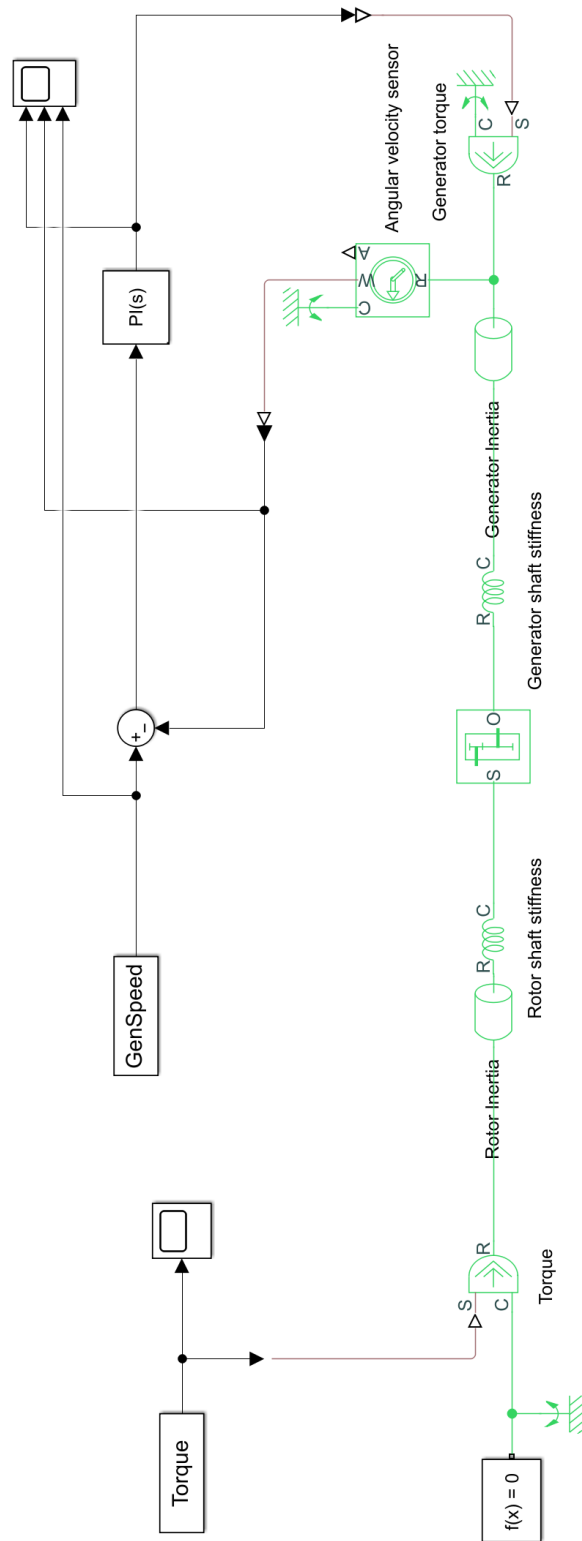 Torque
GenSpeed
PI(s)
+
−
f(x) = 0
S
C
R
Torque
Rotor Inertia
R
C
Rotor shaft stiffness
S
O
R
C
Generator shaft stiffness
Generator Inertia
C
W
A
R
Angular velocity sensor
Generator torque
C
S
R